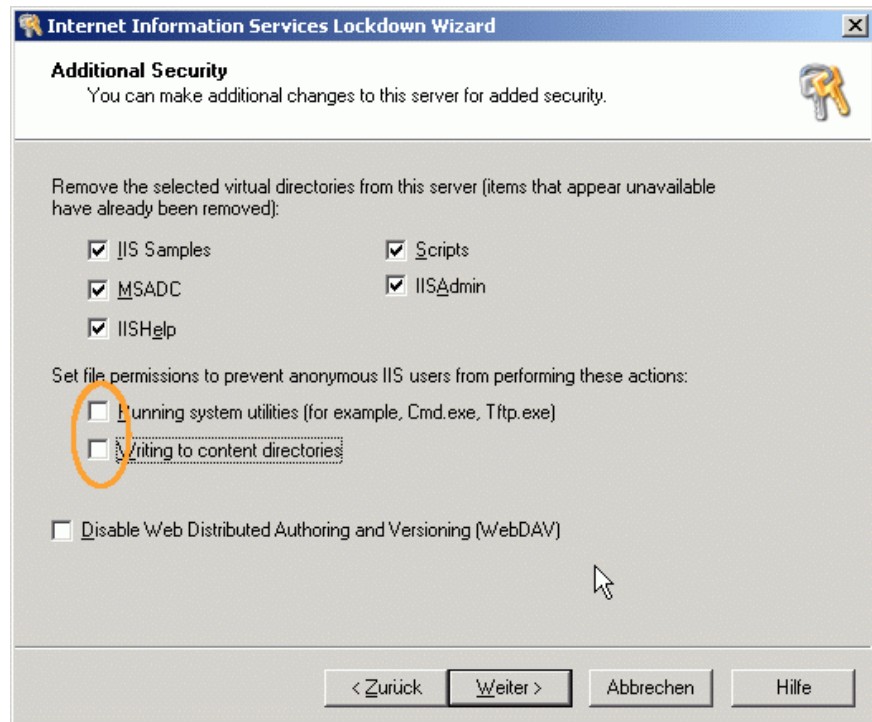 Internet Information Services Lockdown Wizard
Additional Security
You can make additional changes to this server for added security.
Remove the selected virtual directories from this server (items that appear unavailable
have already been removed):
IIS Samples
Scripts
MSADC
IISAdmin
IISHelp
Set file permissions to prevent anonymous IIS users from performing these actions:
Running system utilities (for example, Cmd.exe, Tftp.exe)
Writing to content directories
Disable Web Distributed Authoring and Versioning (WebDAV)
< Zurück
Weiter >
Abbrechen
Hilfe